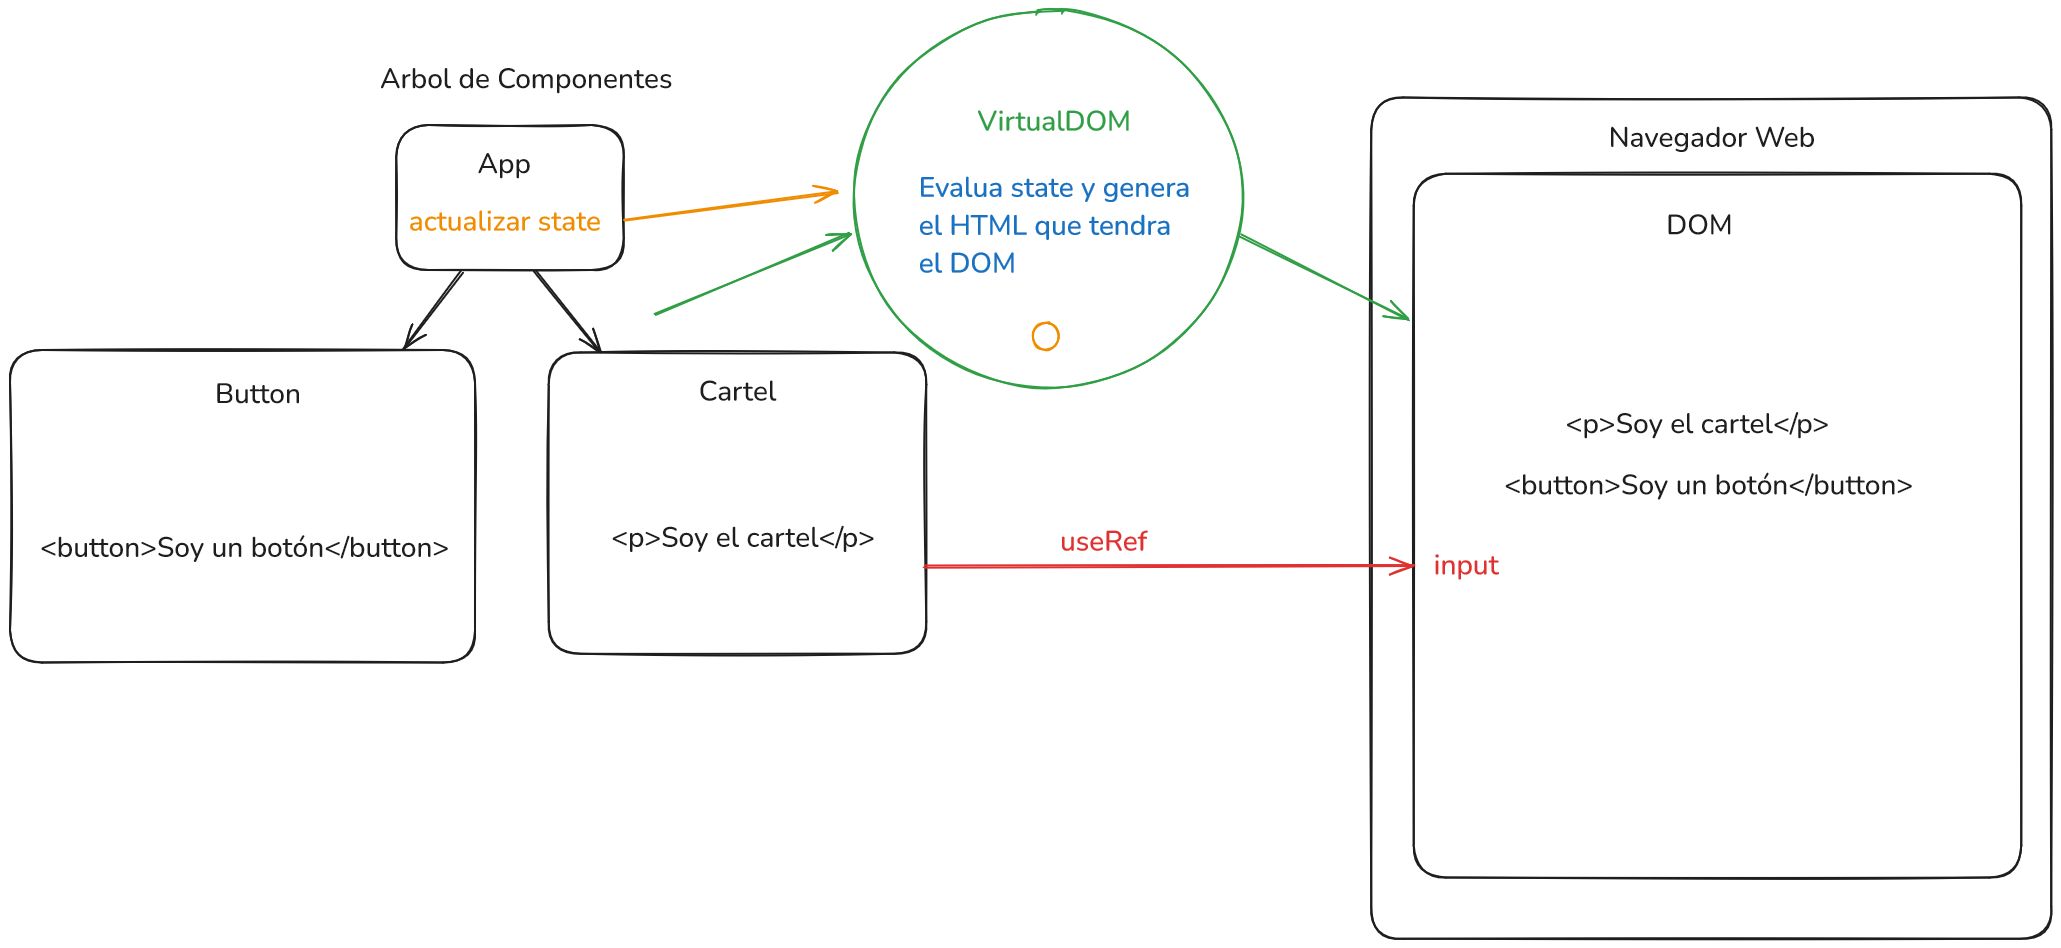 Arbol de Componentes
App
actualizar state
Button
<button>Soy un botón</button>
Cartel
<p>Soy el cartel</p>
VirtualDOM
Evalua state y genera
el HTML que tendra
el DOM
useRef
Navegador Web
DOM
<p>Soy el cartel</p>
<button>Soy un botón</button>
input